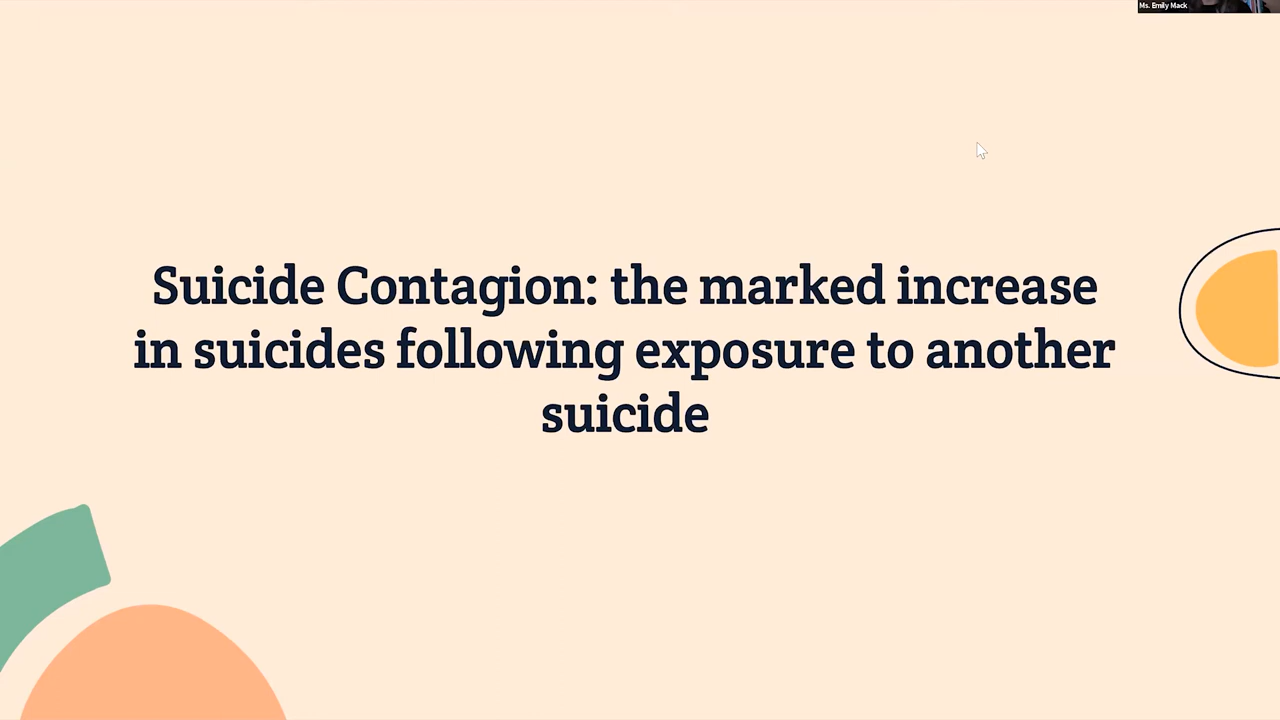 Ms. Emily Mack
Suicide Contagion: the marked increase
in suicides following exposure to another
suicide